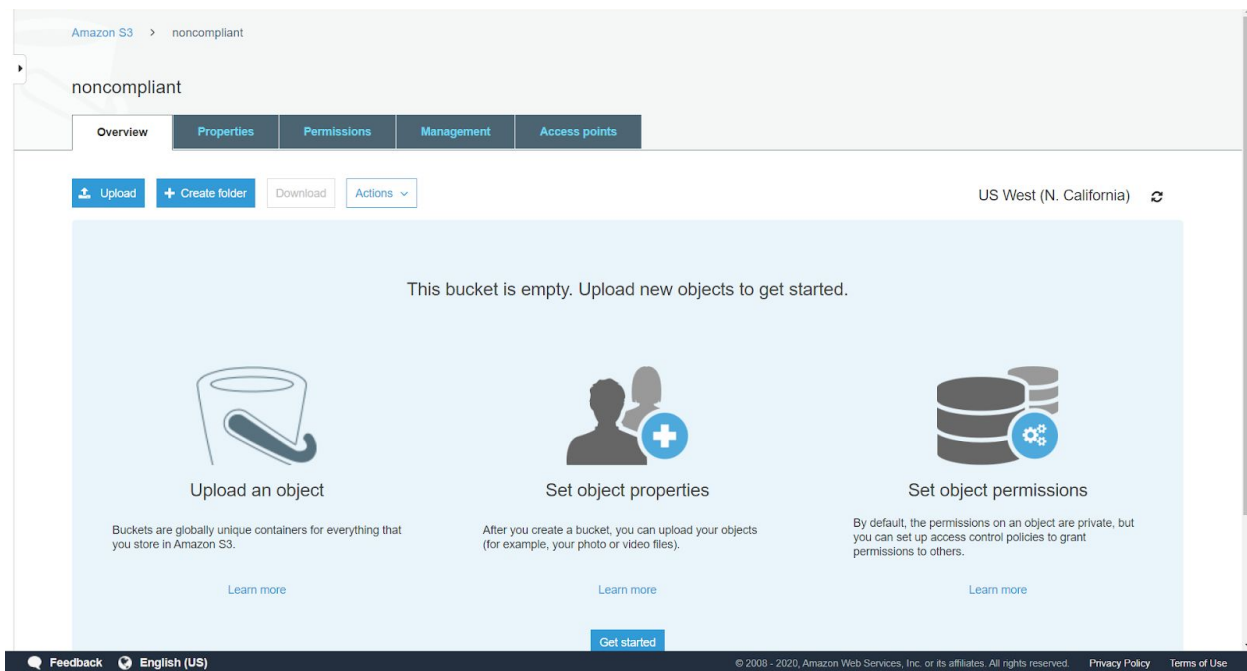 Amazon S3 > noncompliant
noncompliant
Overview Properties Permissions Management Access points
Upload + Create folder Download Actions
US West (N. California)
This bucket is empty. Upload new objects to get started.
Upload an object
Buckets are globally unique containers for everything that
you store in Amazon S3.
Learn more
Set object properties
After you create a bucket, you can upload your objects
(for example, your photo or video files).
Learn more
Set object permissions
By default, the permissions on an object are private, but
you can set up access control policies to grant
permissions to others.
Learn more
Get started
Feedback English (US) © 2008 - 2020, Amazon Web Services, Inc. or its affiliates. All rights reserved. Privacy Policy Terms of Use